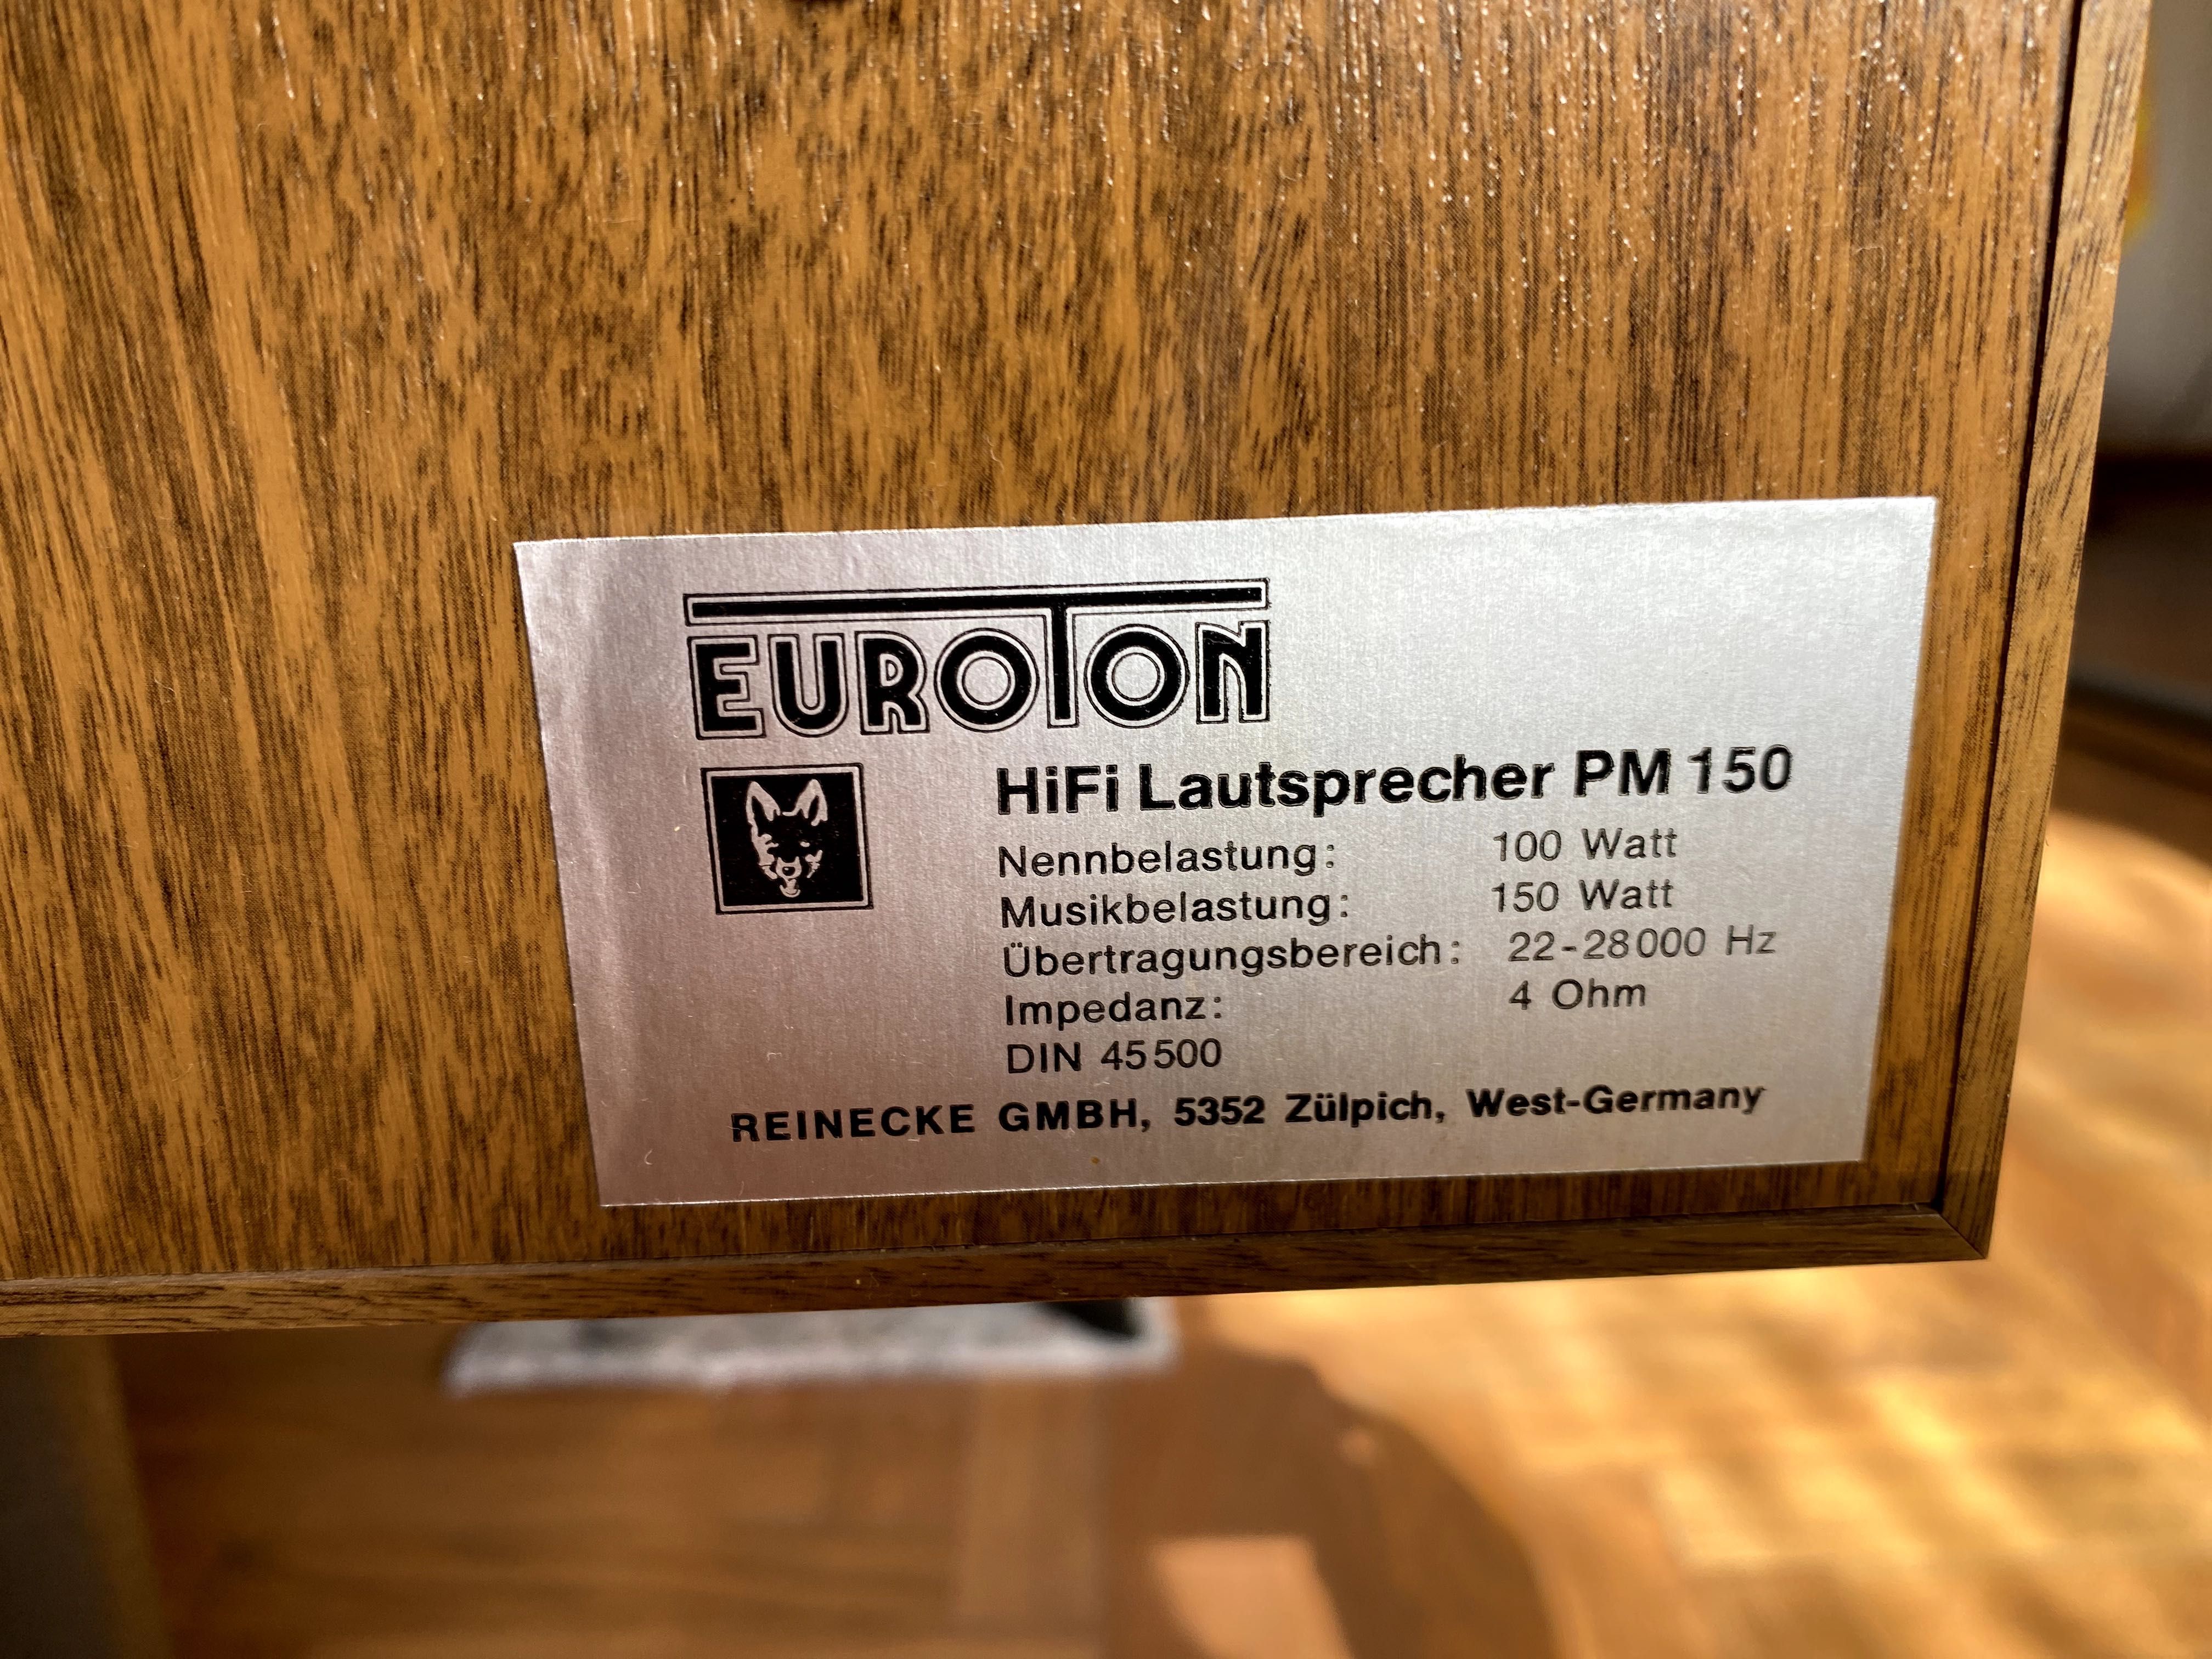 EUROTON
HiFi Lautsprecher PM 150
Nennbelastung: 100 Watt
Musikbelastung: 150 Watt
Übertragungsbereich: 22-28000 Hz
Impedanz: 4 Ohm
DIN 45500
REINECKE GMBH, 5352 Zülpich, West-Germany